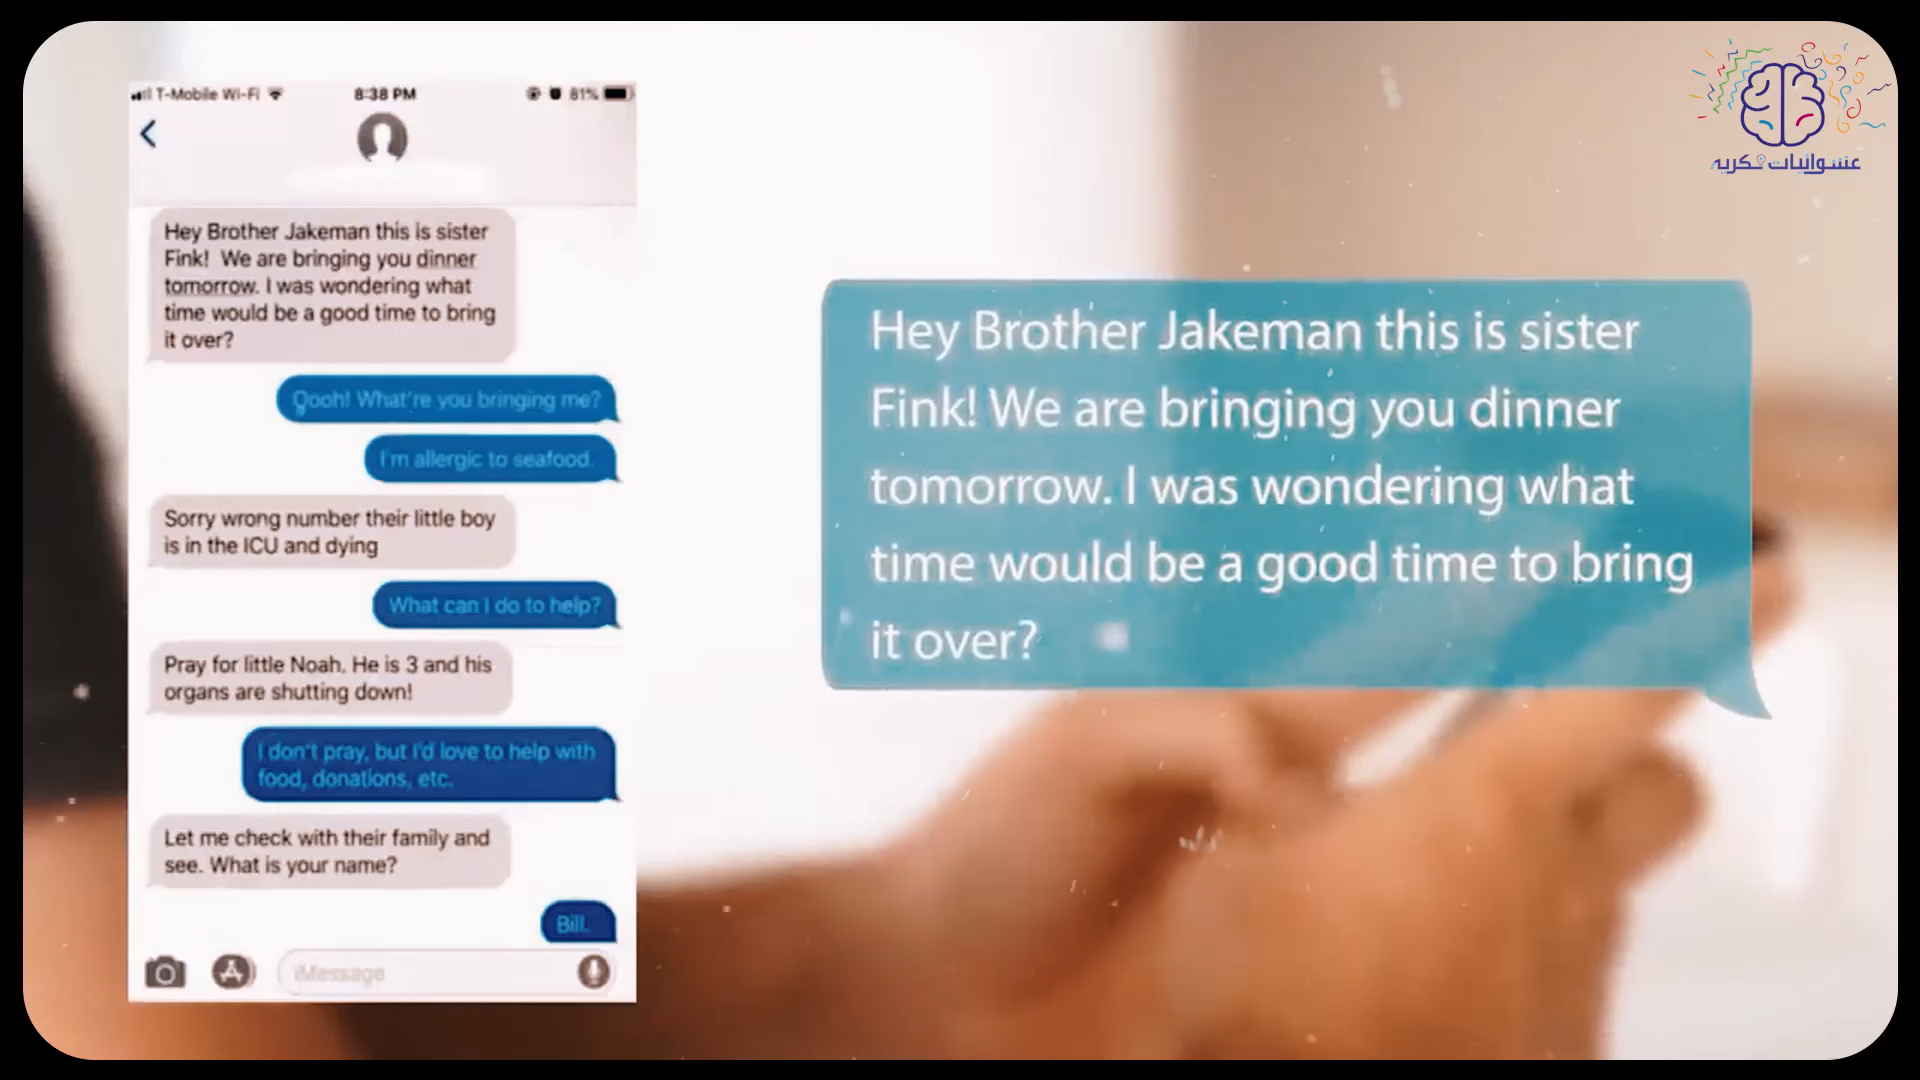 T-Mobile Wi-Fi
8:38 PM
81%
Hey Brother Jakeman this is sister
Fink!  We are bringing you dinner
tomorrow. I was wondering what
time would be a good time to bring
it over?
Oooh! What're you bringing me?
I'm allergic to seafood.
Sorry wrong number their little boy
is in the ICU and dying
What can I do to help?
Pray for little Noah. He is 3 and his
organs are shutting down!
I don't pray, but I'd love to help with
food, donations, etc.
Let me check with their family and
see. What is your name?
Bill.
iMessage
Hey Brother Jakeman this is sister
Fink! We are bringing you dinner
tomorrow. I was wondering what
time would be a good time to bring
it over?
عشوائيات فكريه